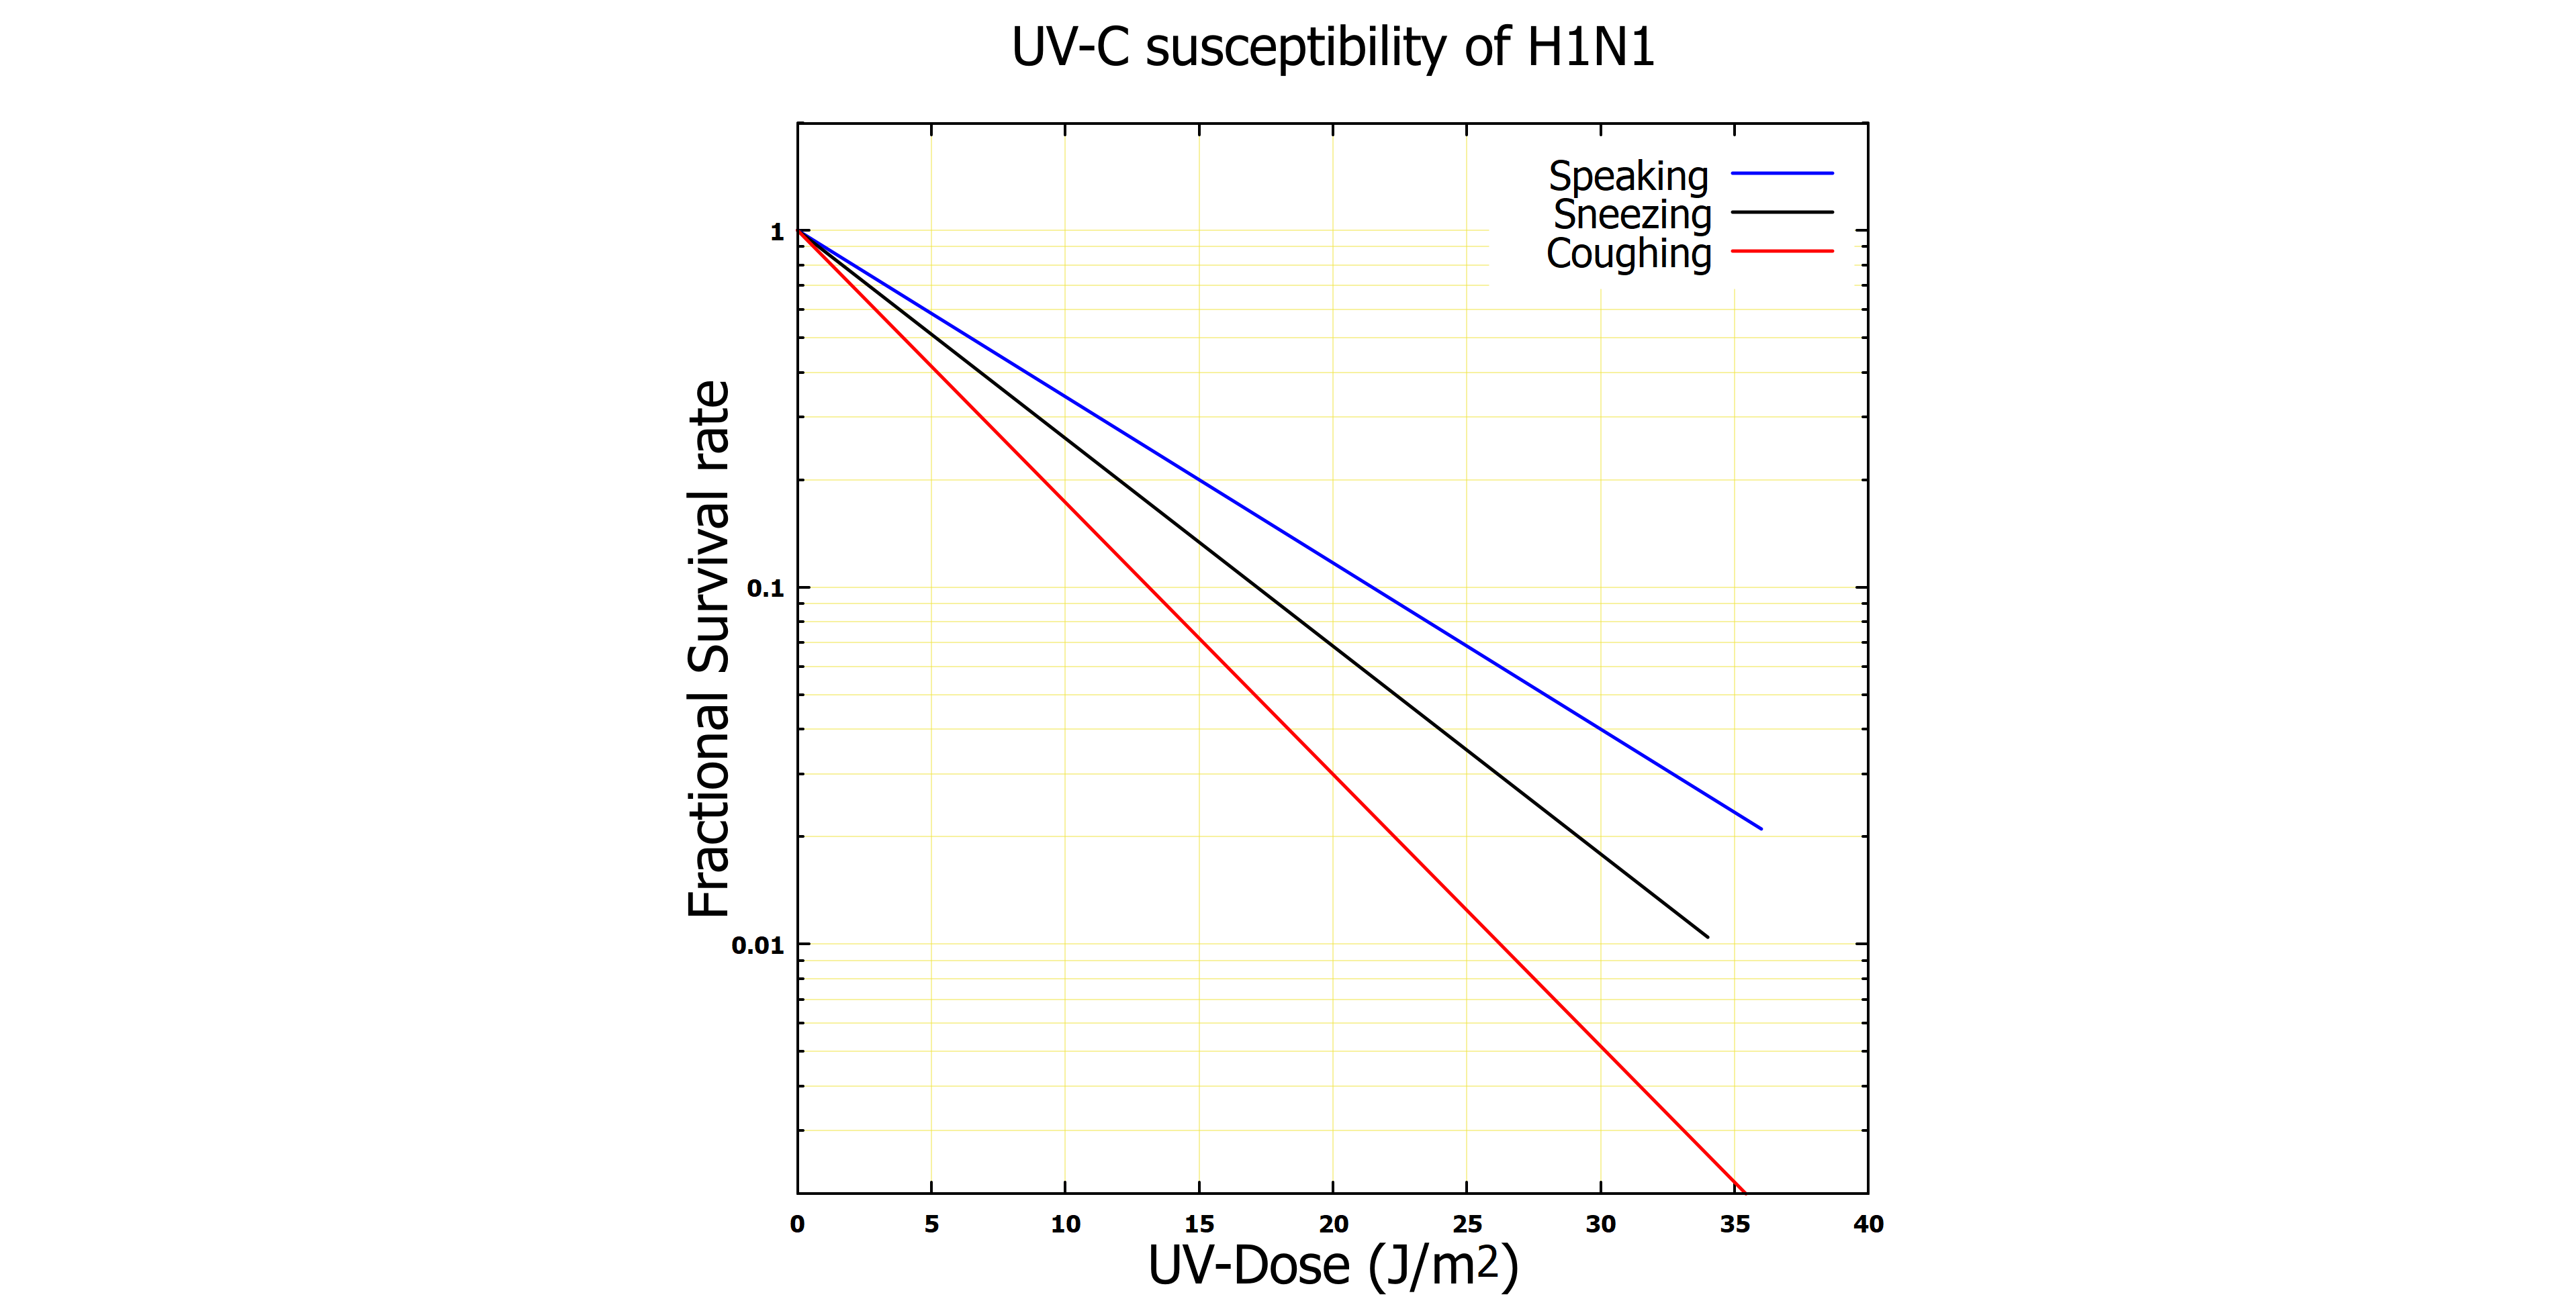 UV-C susceptibility of H1N1
Speaking
Sneezing
Coughing
Fractional Survival rate
1
0.1
0.01
0 5 10 15 20 25 30 35 40
UV-Dose (J/m2)